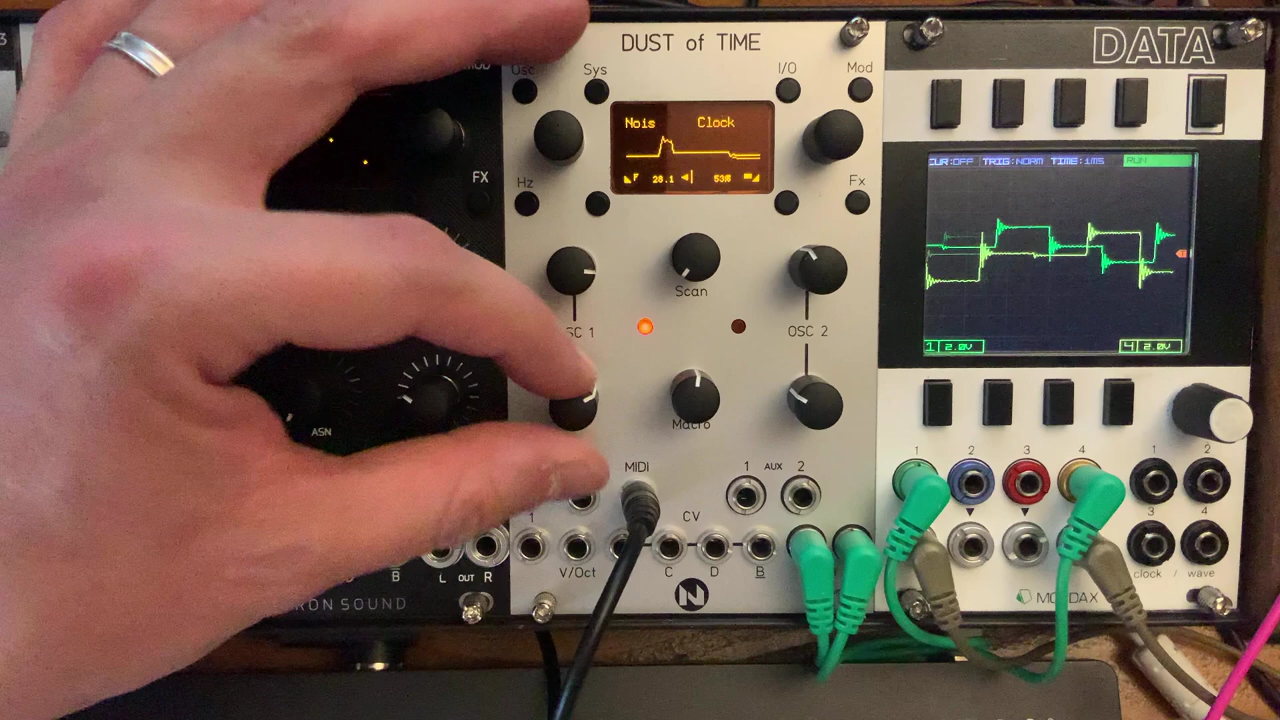 3
DUST of TIME
DATA
Osc
Sys
I/O
Mod
Nois Clock
F 28.1 53%
CUR:OFF TRIG:NORM TIME:1MS RUN
FX
Hz
Fx
Scan
SC 1
OSC 2
1 2.0V
4 2.0V
Macro
ASN
MIDI
1 AUX 2
1 2 3 4
1 2
CV
1
3 4
V/Oct
C D B
B
L OUT R
clock / wave
RON SOUND
N